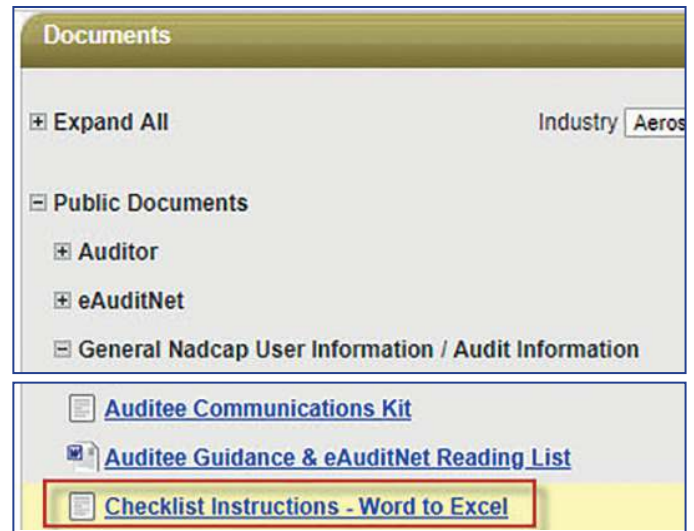 Documents
Expand All Industry Aeros
Public Documents
Auditor
eAuditNet
General Nadcap User Information / Audit Information
Auditee Communications Kit
Auditee Guidance & eAuditNet Reading List
Checklist Instructions - Word to Excel